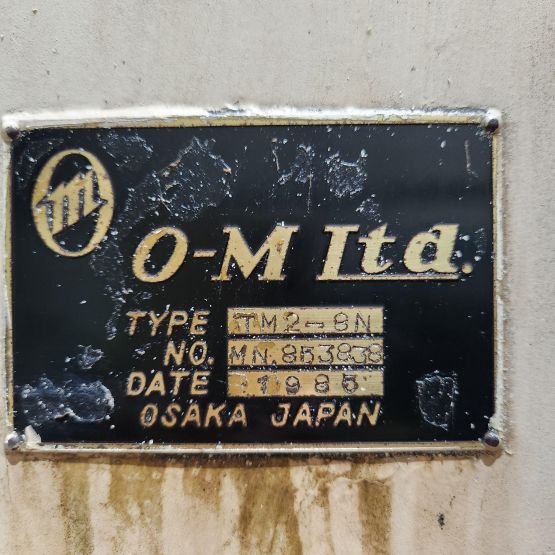 O-M Ltd.
TYPE TM2-8N
NO. MN.853838
DATE 1985
OSAKA JAPAN